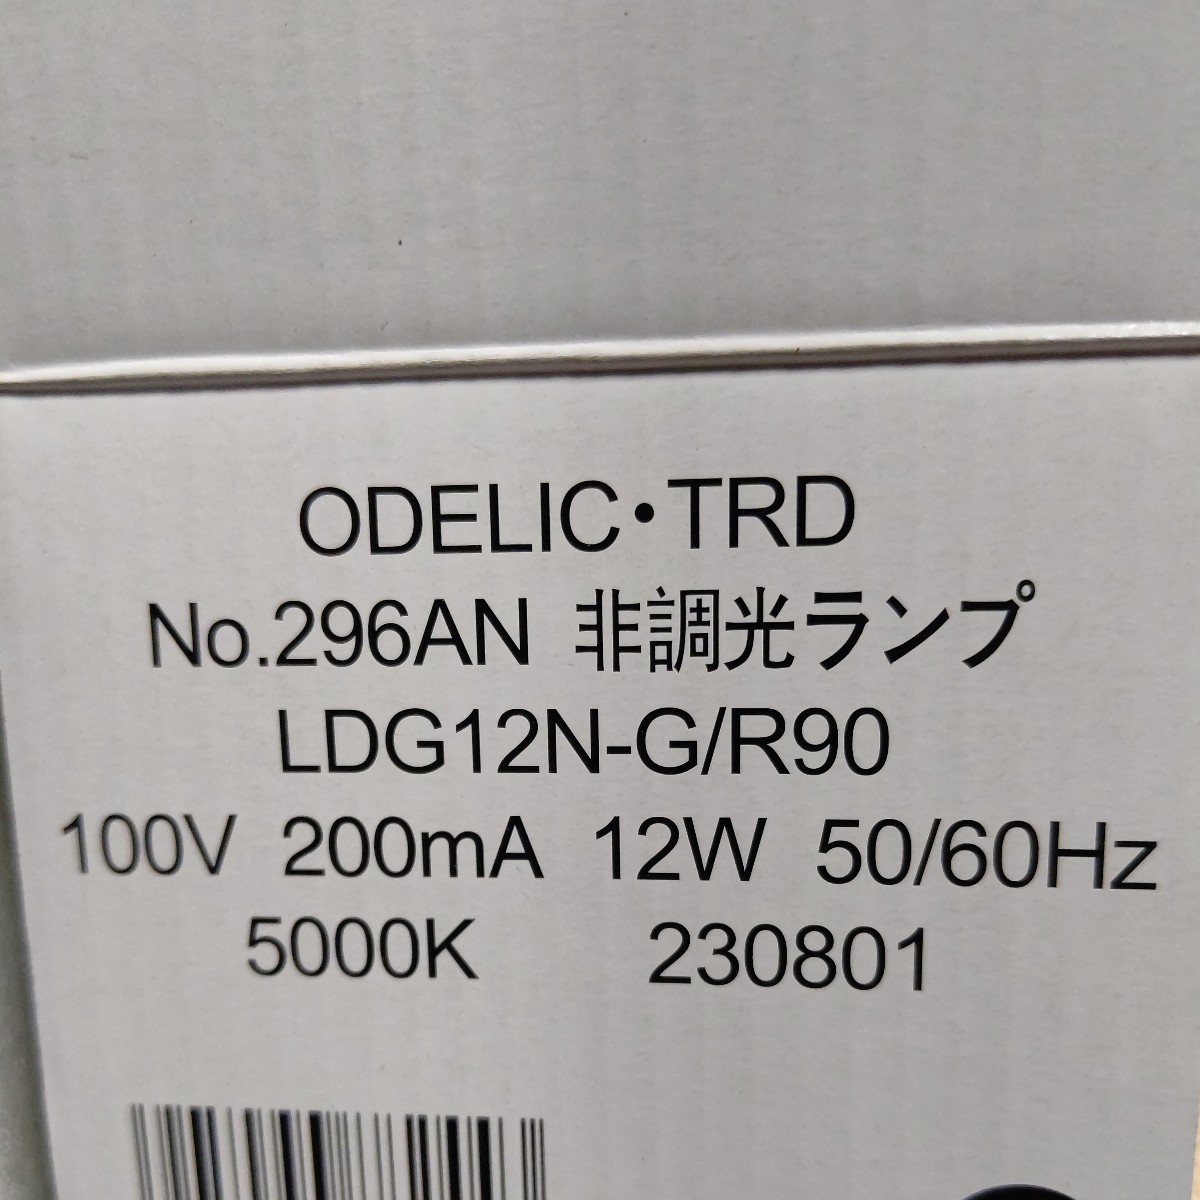 ODELIC・TRD
No.296AN 非調光ランプ
LDG12N-G/R90
100V 200mA 12W 50/60Hz
5000K 230801